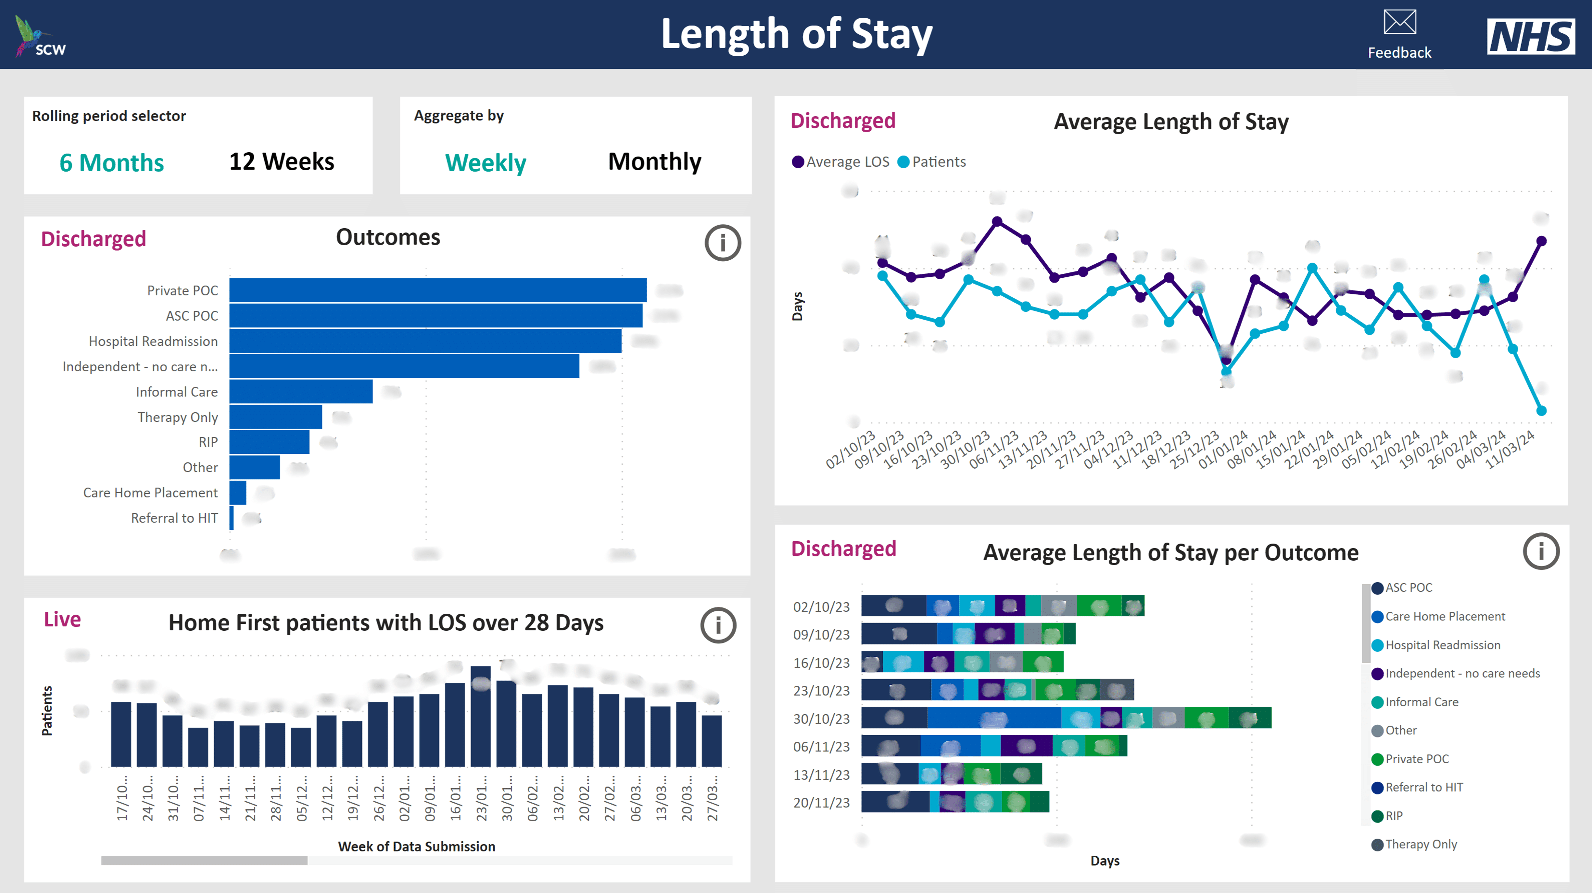 SCW
Length of Stay
Feedback
NHS
Rolling period selector
6 Months
12 Weeks
Aggregate by
Weekly
Monthly
Discharged
Outcomes
i
Private POC
ASC POC
Hospital Readmission
Independent - no care n...
Informal Care
Therapy Only
RIP
Other
Care Home Placement
Referral to HIT
Live
Home First patients with LOS over 28 Days
i
Patients
17/10...
24/10...
31/10...
07/11...
14/11...
21/11...
28/11...
05/12...
12/12...
19/12...
26/12...
02/01...
09/01...
16/01...
23/01...
30/01...
06/02...
13/02...
20/02...
27/02...
06/03...
13/03...
20/03...
27/03...
Week of Data Submission
Discharged
Average Length of Stay
Average LOS
Patients
Days
02/10/23
09/10/23
16/10/23
23/10/23
30/10/23
06/11/23
13/11/23
20/11/23
27/11/23
04/12/23
11/12/23
18/12/23
25/12/23
01/01/24
08/01/24
15/01/24
22/01/24
29/01/24
05/02/24
12/02/24
19/02/24
26/02/24
04/03/24
11/03/24
Discharged
Average Length of Stay per Outcome
i
02/10/23
09/10/23
16/10/23
23/10/23
30/10/23
06/11/23
13/11/23
20/11/23
Days
ASC POC
Care Home Placement
Hospital Readmission
Independent - no care needs
Informal Care
Other
Private POC
Referral to HIT
RIP
Therapy Only